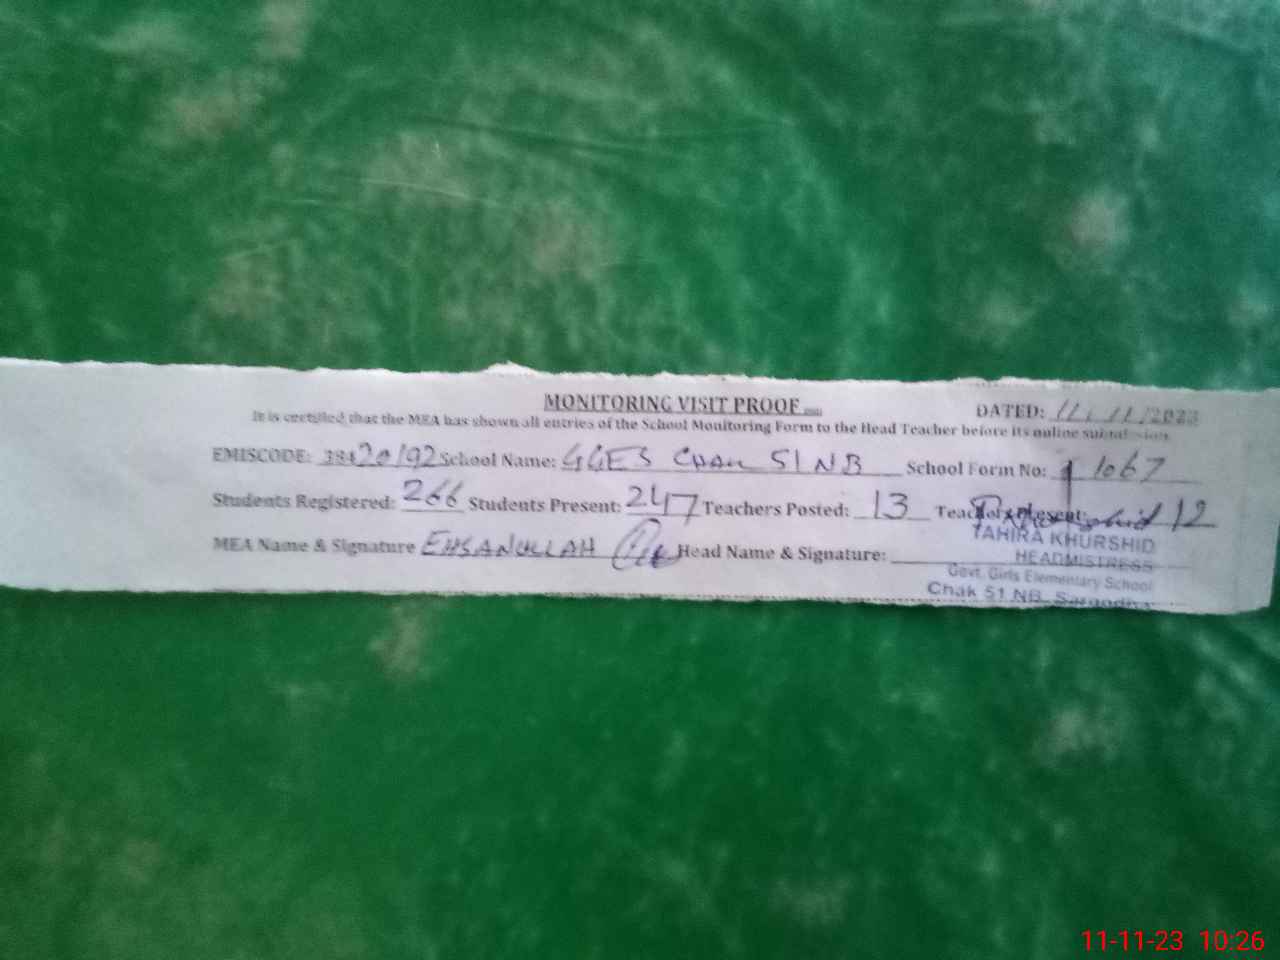 MONITORING VISIT PROOF
DATED: 11/11/2023
It is certified that the MEA has shown all entries of the School Monitoring Form to the Head Teacher before its online submission
EMISCODE: 38420192 School Name: GGES Chak 51 NB School Form No: 1067
Students Registered: 266 Students Present: 247 Teachers Posted: 13 Teachers Present: 12
MEA Name & Signature EHSANULLAH Head Name & Signature:
TAHIRA KHURSHID
HEADMISTRESS
Govt. Girls Elementary School
Chak 51 NB, Sargodha
11-11-23 10:26